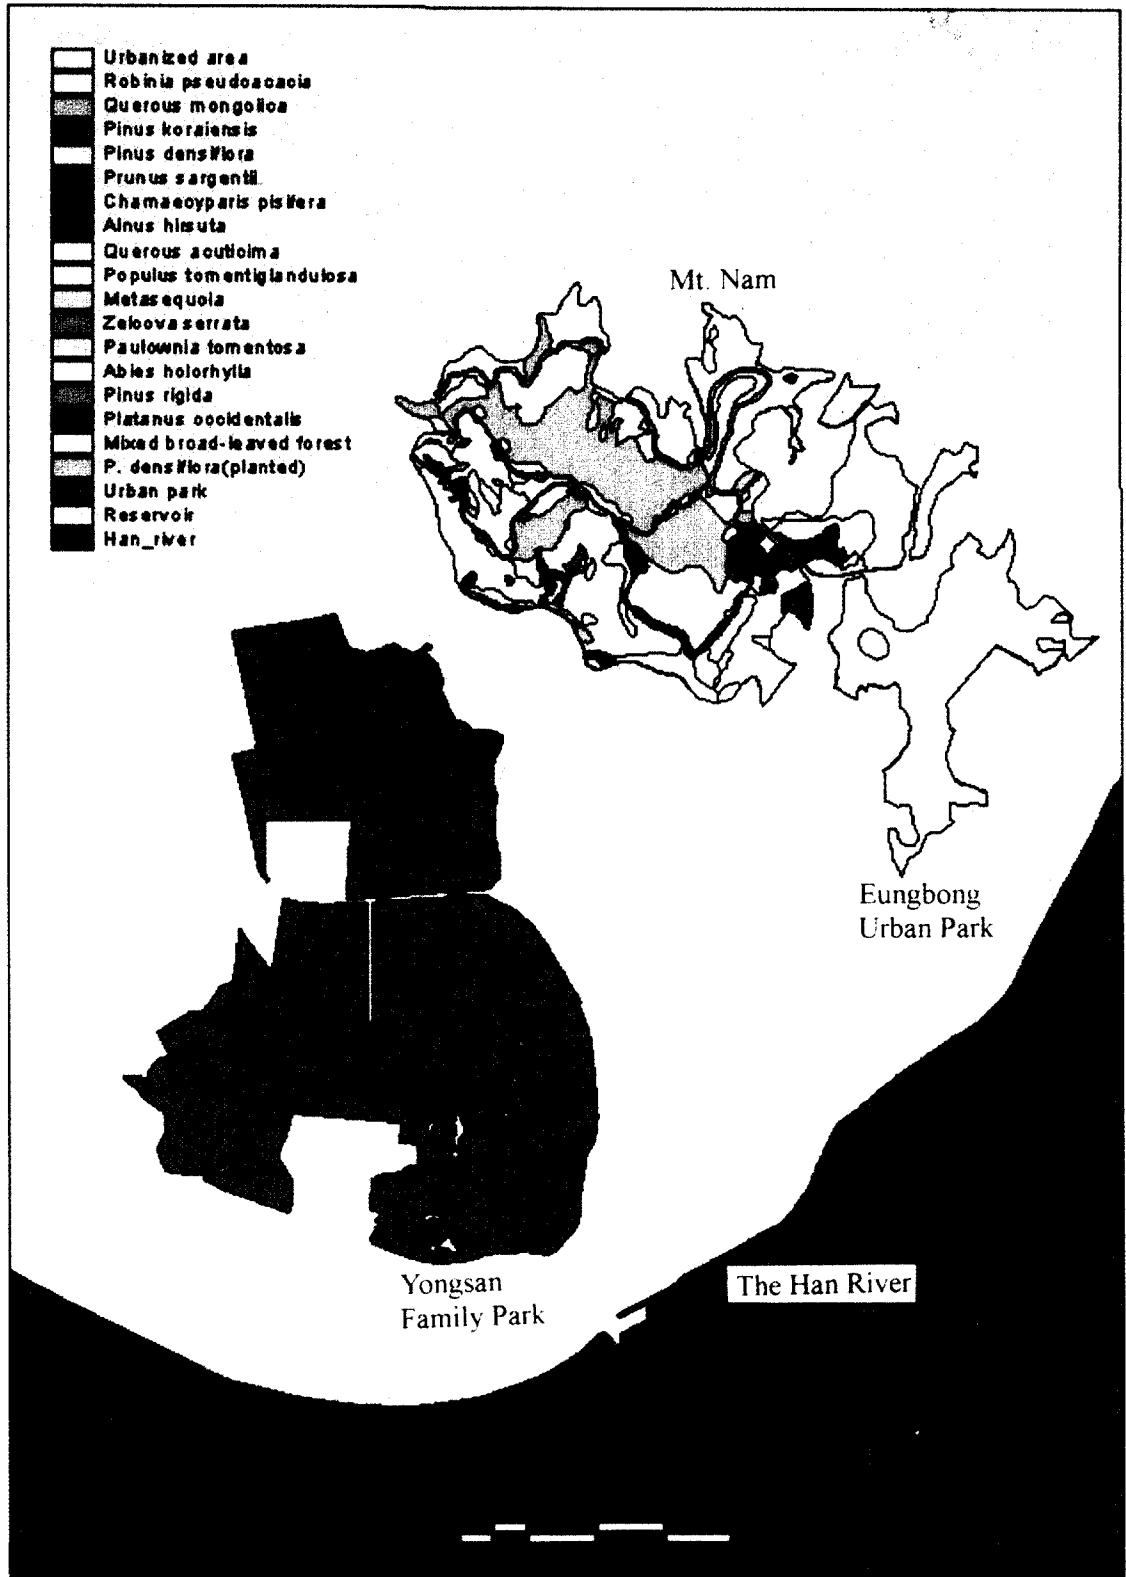 Urbanized area
Robinia pseudoacacia
Querous mongolica
Pinus koraiensis
Pinus densiflora
Prunus sargentii
Chamaecyparis pisifera
Alnus hirsuta
Querous acutioima
Populus tomentiglandulosa
Metasequoia
Zeloova serrata
Paulownia tomentosa
Abies holorhylla
Pinus rigida
Platanus occidentalis
Mixed broad-leaved forest
P. densiflora(planted)
Urban park
Reservoir
Han_river
Mt. Nam
Eungbong
Urban Park
Yongsan
Family Park
The Han River